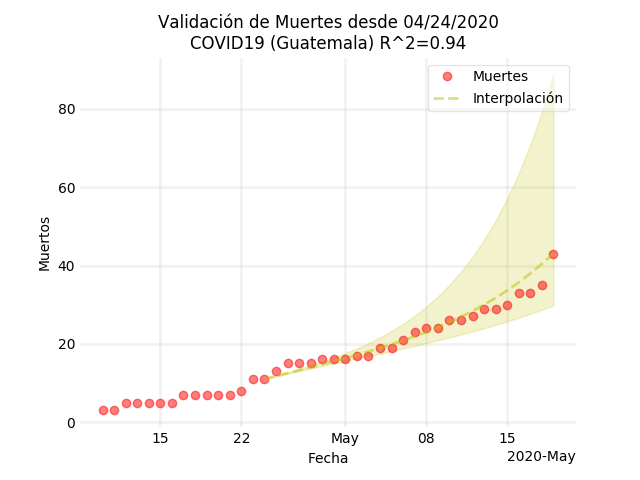 Validación de Muertes desde 04/24/2020
COVID19 (Guatemala) R^2=0.94
Muertes
Interpolación
80
60
40
20
0
Muertos
15
22
May
08
15
Fecha
2020-May